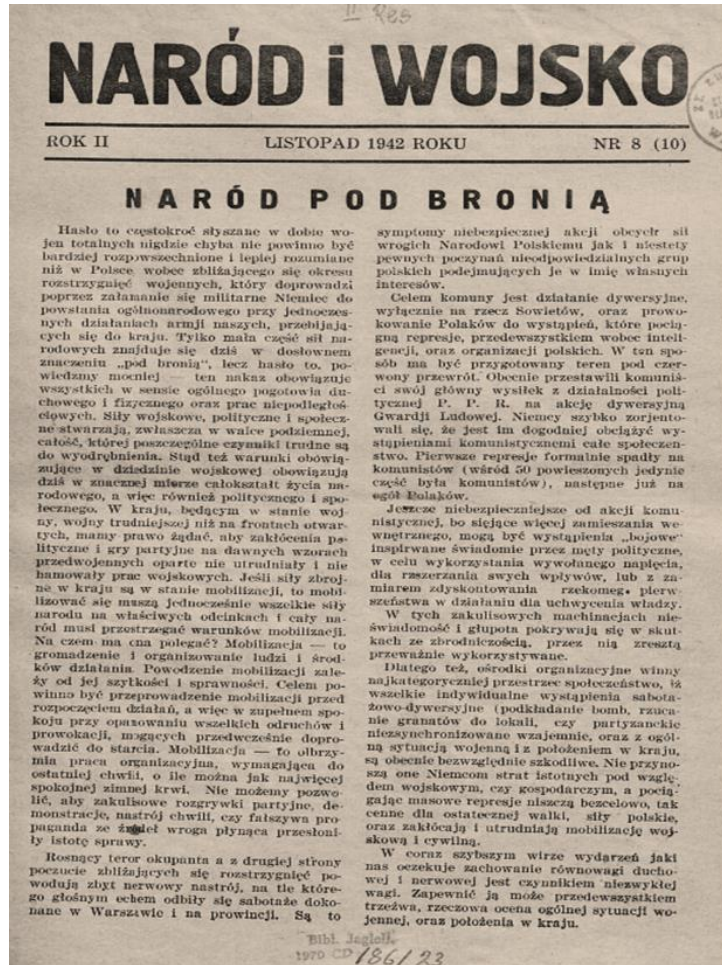 II Res
NARÓD i WOJSKO
ROK II LISTOPAD 1942 ROKU NR 8 (10)
NARÓD POD BRONIĄ
Hasło to częstokroć słyszane w dobie wo-
jen totalnych nigdzie chyba nie powinno być
bardziej rozpowszechnione i lepiej rozumiane
niż w Polsce wobec zbliżającego się okresu
rozstrzygnięć wojennych, który doprowadzi
poprzez załamanie się militarne Niemiec do
powstania ogólnonarodowego przy jednoczes-
nych działaniach armji naszych, przebijają-
cych się do kraju. Tylko mała część sił na-
rodowych znajduje się dziś w dosłownem
znaczeniu „pod bronią", lecz hasło to, po-
wiedzmy mocniej — ten nakaz obowiązuje
wszystkich w sensie ogólnego pogotowia du-
chowego i fizycznego oraz prac niepodległoś-
ciowych. Siły wojskowe, polityczne i społecz-
ne stwarzają, zwłaszcza w walce podziemnej,
całość, której poszczególne czynniki trudne są
do wyodrębnienia. Stąd też warunki obowią-
zujące w dziedzinie wojskowej obowiązują
dziś w znacznej mierze całokształt życia na-
rodowego, a więc również politycznego i spo-
łecznego. W kraju, będącym w stanie woj-
ny, wojny trudniejszej niż na frontach otwar-
tych, mamy prawo żądać, aby zakłócenia po-
lityczne i gry partyjne na dawnych wzorach
przedwojennych oparte nie utrudniały i nie
hamowały prac wojskowych. Jeśli siły zbroj-
ne w kraju są w stanie mobilizacji, to mobi-
lizować się muszą jednocześnie wszelkie siły
narodu na właściwych odcinkach i cały na-
ród musi przestrzegać warunków mobilizacji.
Na czem ma ona polegać? Mobilizacja — to
gromadzenie i organizowanie ludzi i środ-
ków działania. Powodzenie mobilizacji zale-
ży od jej szybkości i sprawności. Celem po-
winno być przeprowadzenie mobilizacji przed
rozpoczęciem działań, a więc w zupełnem spo-
koju przy opanowaniu wszelkich odruchów i
prowokacji, mogących przedwcześnie dopro-
wadzić do starcia. Mobilizacja — to olbrzy-
mia praca organizacyjna, wymagająca do
ostatniej chwili, o ile można jak najwięcej
spokojnej zimnej krwi. Nie możemy pozwo-
lić, aby zakulisowe rozgrywki partyjne, de-
monstracje, nastrój chwili, czy fałszywa pro-
paganda ze źródeł wroga płynąca przesłoni-
ły istotę sprawy.
Rosnący teror okupanta a z drugiej strony
poczucie zbliżających się rozstrzygnięć po-
wodują zbyt nerwowy nastrój, na tle które-
go głośnym echem odbiły się sabotaże doko-
nane w Warszawie i na prowincji. Są to
symptomy niebezpiecznej akcji obcych sił
wrogich Narodowi Polskiemu jak i niestety
pewnych poczynań nieodpowiedzialnych grup
polskich podejmujących je w imię własnych
interesów.
Celem komuny jest działanie dywersyjne,
wyłącznie na rzecz Sowietów, oraz prowo-
kowanie Polaków do wystąpień, które pocią-
gną represje, przedewszystkiem wobec inteli-
gencji, oraz organizacji polskich. W ten spo-
sób ma być przygotowany teren pod czer-
wony przewrót. Obecnie przestawili komuniś-
ci swój główny wysiłek z działalności poli-
tycznej P. P. R. na akcję dywersyjną
Gwardji Ludowej. Niemcy szybko zorjento-
wali się, że jest im dogodniej obciążyć wy-
stąpieniami komunistycznemi całe społeczeń-
stwo. Pierwsze represje formalnie spadły na
komunistów (wśród 50 powieszonych jedynie
część była komunistów), następne już na
ogół Polaków.
Jeszcze niebezpieczniejsze od akcji komu-
nistycznej, bo siejące więcej zamieszania we-
wnętrznego, mogą być wystąpienia „bojowe"
inspirwane świadomie przez męty polityczne,
w celu wykorzystania wywołanego napięcia,
dla rszerzania swych wpływów, lub z za-
miarem zdyskontowania rzekomeg. pierw-
szeństwa w działaniu dla uchwycenia władzy.
W tych zakulisowych machinacjach nie-
świadomość i głupota pokrywają się w skut-
kach ze zbrodniczością, przez nią zresztą
przeważnie wykorzystywane.
Dlatego też, ośrodki organizacyjne winny
najkategoryczniej przestrzec społeczeństwo, iż
wszelkie indywidualne wystąpienia sabota-
żowo-dywersyjne (podkładanie bomb, rzuca-
nie granatów do lokali, czy partyzanckie
niezsynchronizowane wzajemnie, oraz z ogól-
ną sytuacją wojenną i z położeniem w kraju,
są obecnie bezwzględnie szkodliwe. Nie przyno-
szą one Niemcom strat istotnych pod wzglę-
dem wojskowym, czy gospodarczym, a pocią-
gając masowe represje niszczą bezcelowo, tak
cenne dla ostatecznej walki, siły polskie,
oraz zakłócają i utrudniają mobilizację woj-
skową i cywilną.
W coraz szybszym wirze wydarzeń jaki
nas oczekuje zachowanie równowagi ducho-
wej i nerwowej jest czynnikiem niezwykłej
wagi. Zapewnić ją może przedewszystkiem
trzeźwa, rzeczowa ocena ogólnej sytuacji wo-
jennej, oraz położenia w kraju.
Bibl. Jagiell.
1970 CD 186/23